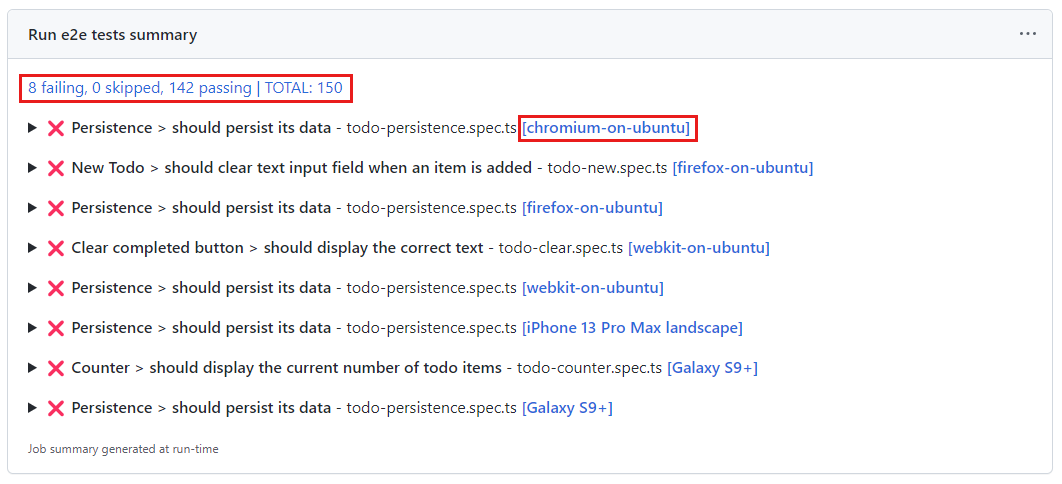 Run e2e tests summary
8 failing, 0 skipped, 142 passing | TOTAL: 150
Persistence > should persist its data - todo-persistence.spec.ts [chromium-on-ubuntu]
New Todo > should clear text input field when an item is added - todo-new.spec.ts [firefox-on-ubuntu]
Persistence > should persist its data - todo-persistence.spec.ts [firefox-on-ubuntu]
Clear completed button > should display the correct text - todo-clear.spec.ts [webkit-on-ubuntu]
Persistence > should persist its data - todo-persistence.spec.ts [webkit-on-ubuntu]
Persistence > should persist its data - todo-persistence.spec.ts [iPhone 13 Pro Max landscape]
Counter > should display the current number of todo items - todo-counter.spec.ts [Galaxy S9+]
Persistence > should persist its data - todo-persistence.spec.ts [Galaxy S9+]
Job summary generated at run-time